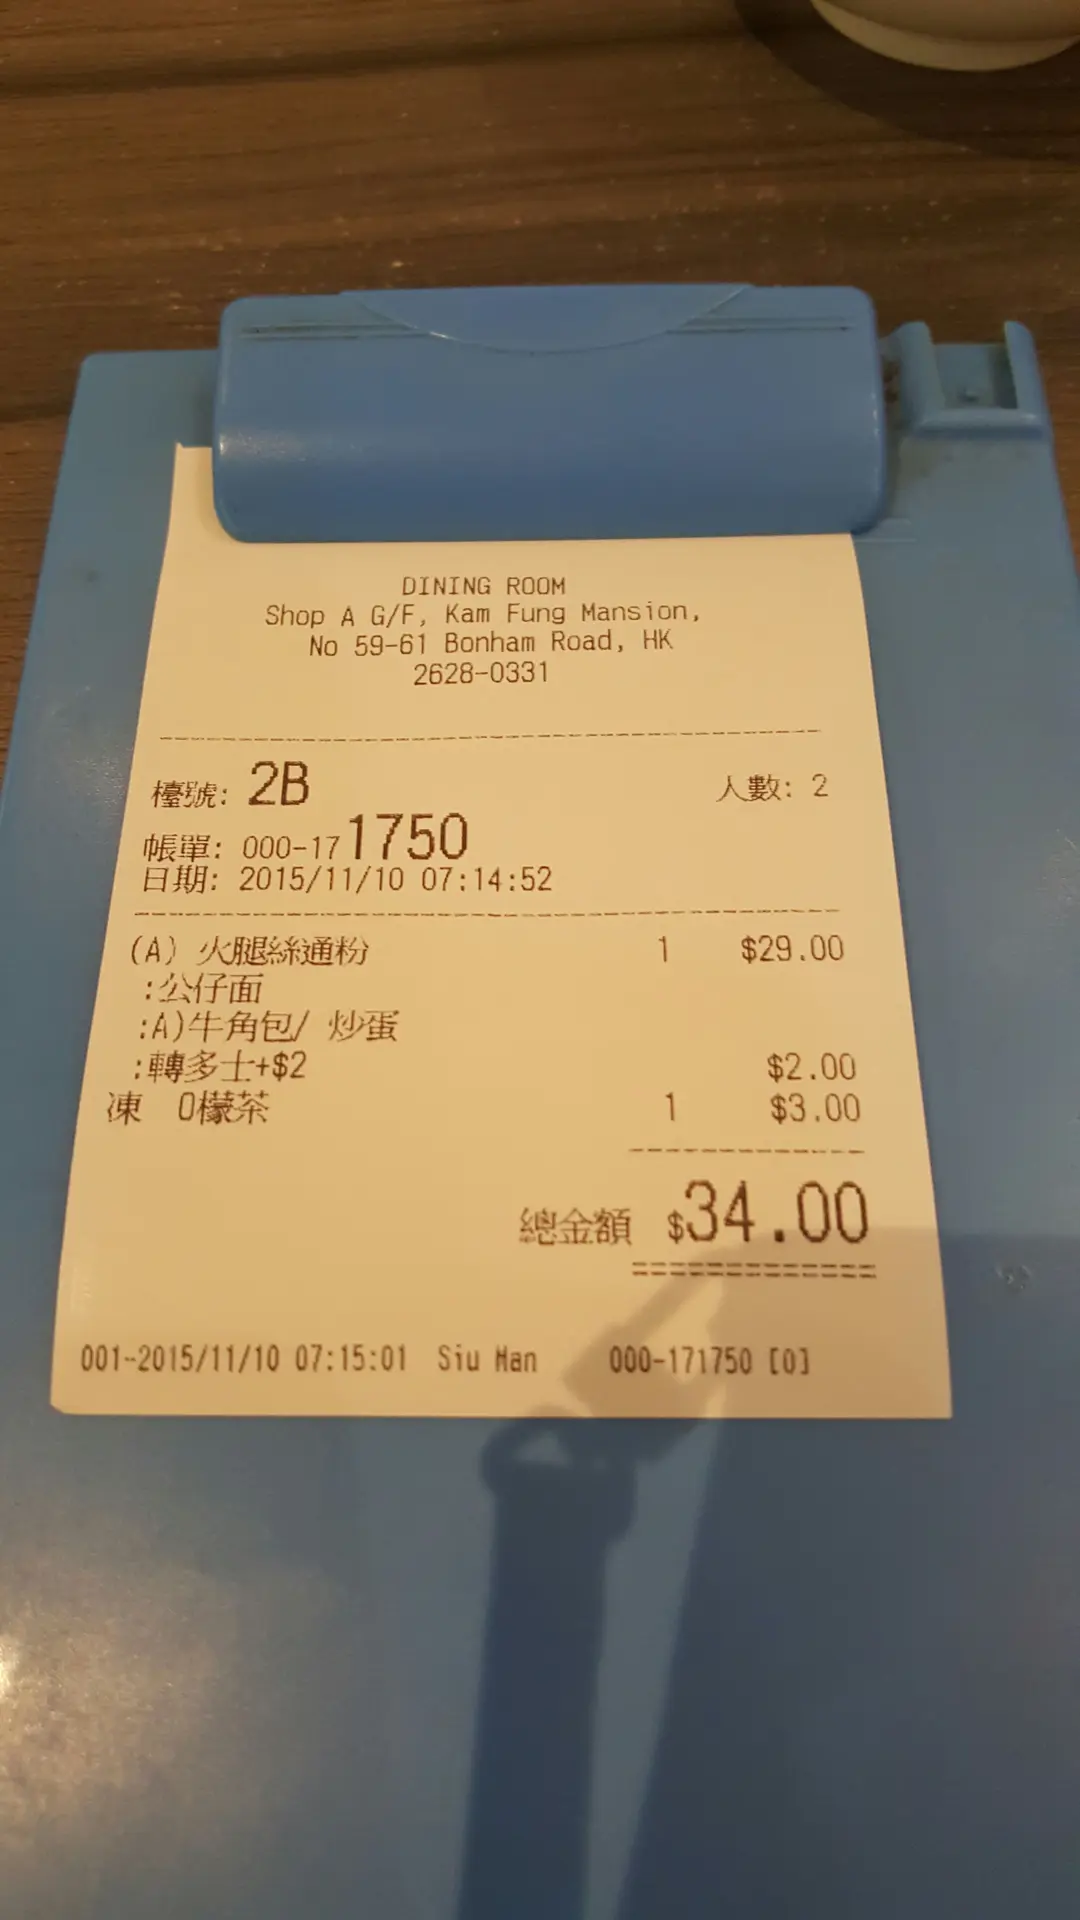 DINING ROOM
Shop A G/F, Kam Fung Mansion,
No 59-61 Bonham Road, HK
2628-0331
檯號: 2B 人數: 2
帳單: 000-171750
日期: 2015/11/10 07:14:52
(A) 火腿絲通粉 1 $29.00
:公仔面
:A)牛角包/ 炒蛋
:轉多士+$2 $2.00
凍 0檬茶 1 $3.00
總金額 $34.00
001-2015/11/10 07:15:01 Siu Han 000-171750 [0]